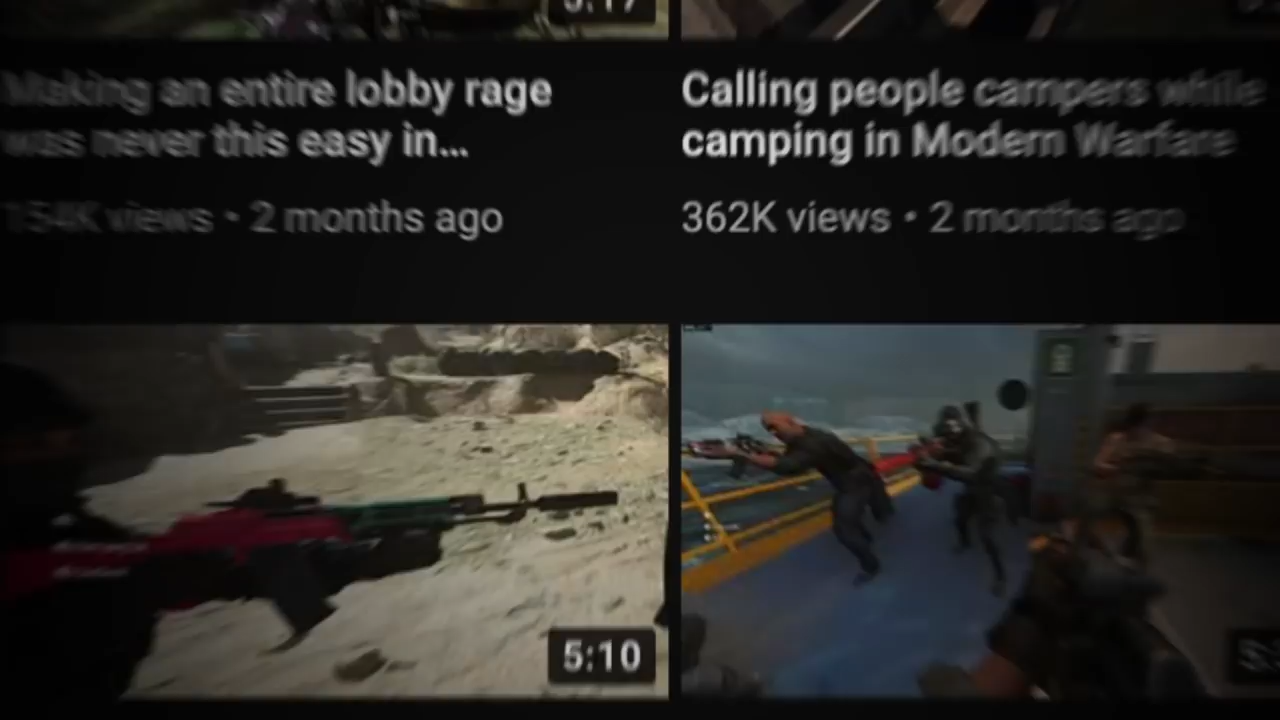 Making an entire lobby rage
was never this easy in...
154K views • 2 months ago
Calling people campers while
camping in Modern Warfare
362K views • 2 months ago
5:10